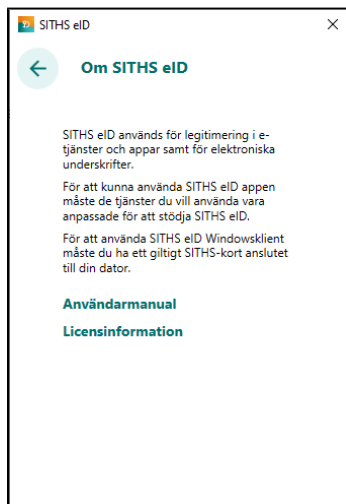 SITHS eID
Om SITHS eID
SITHS eID används för legitimering i e-
tjänster och appar samt för elektroniska
underskrifter.
För att kunna använda SITHS eID appen
måste de tjänster du vill använda vara
anpassade för att stödja SITHS eID.
För att använda SITHS eID Windowsklient
måste du ha ett giltigt SITHS-kort anslutet
till din dator.
Användarmanual
Licensinformation